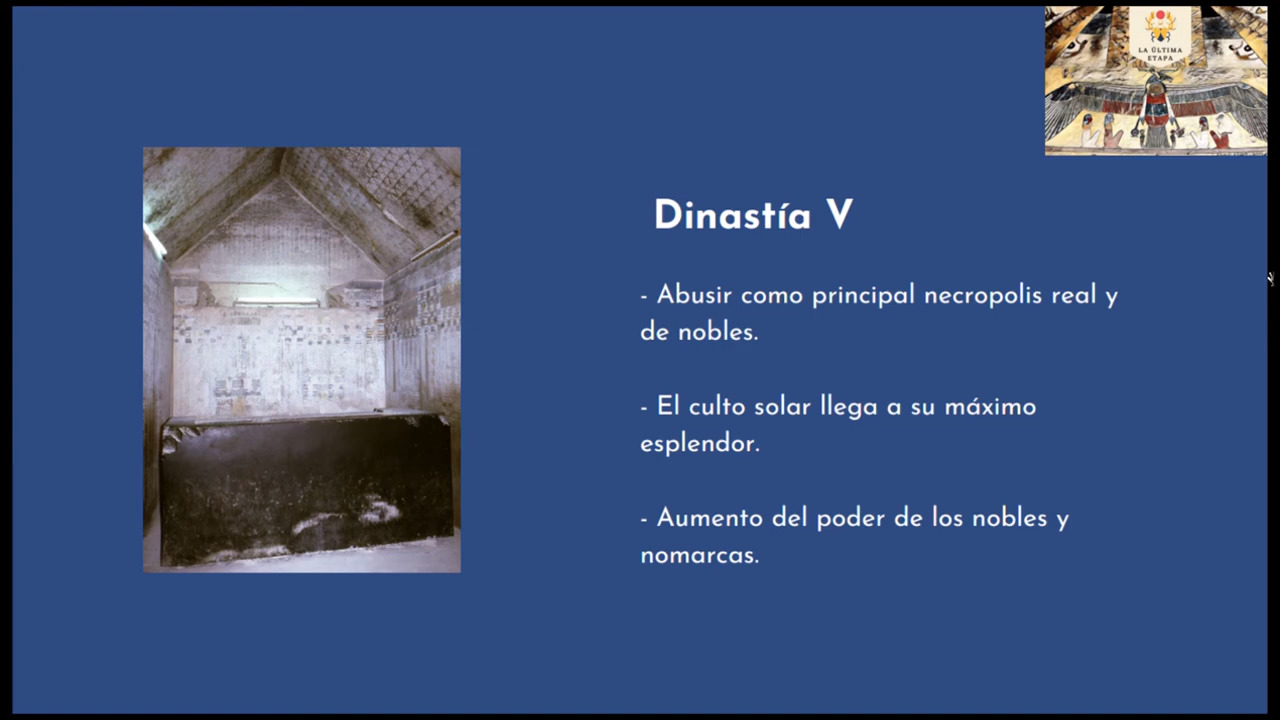 LA ÚLTIMA
ETAPA
Dinastía V
- Abusir como principal necropolis real y
de nobles.
- El culto solar llega a su máximo
esplendor.
- Aumento del poder de los nobles y
nomarcas.